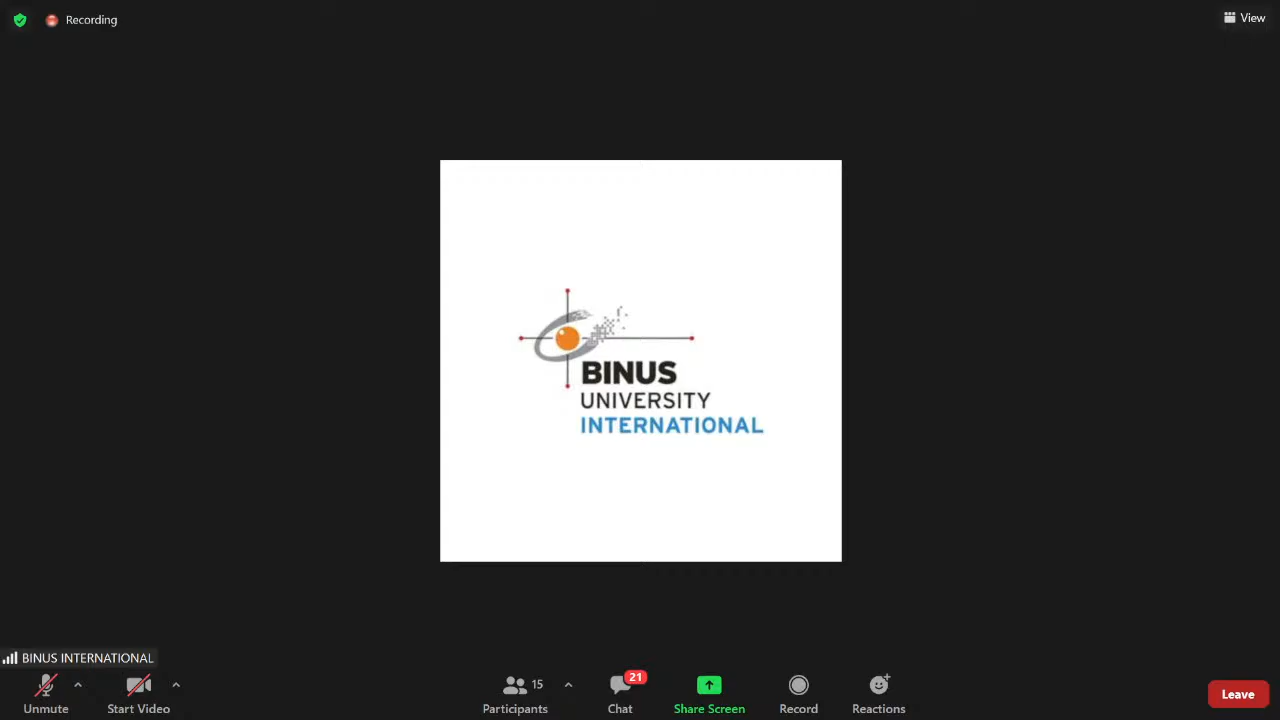 Recording
View
BINUS
UNIVERSITY
INTERNATIONAL
BINUS INTERNATIONAL
15
21
Unmute
Start Video
Participants
Chat
Share Screen
Record
Reactions
Leave